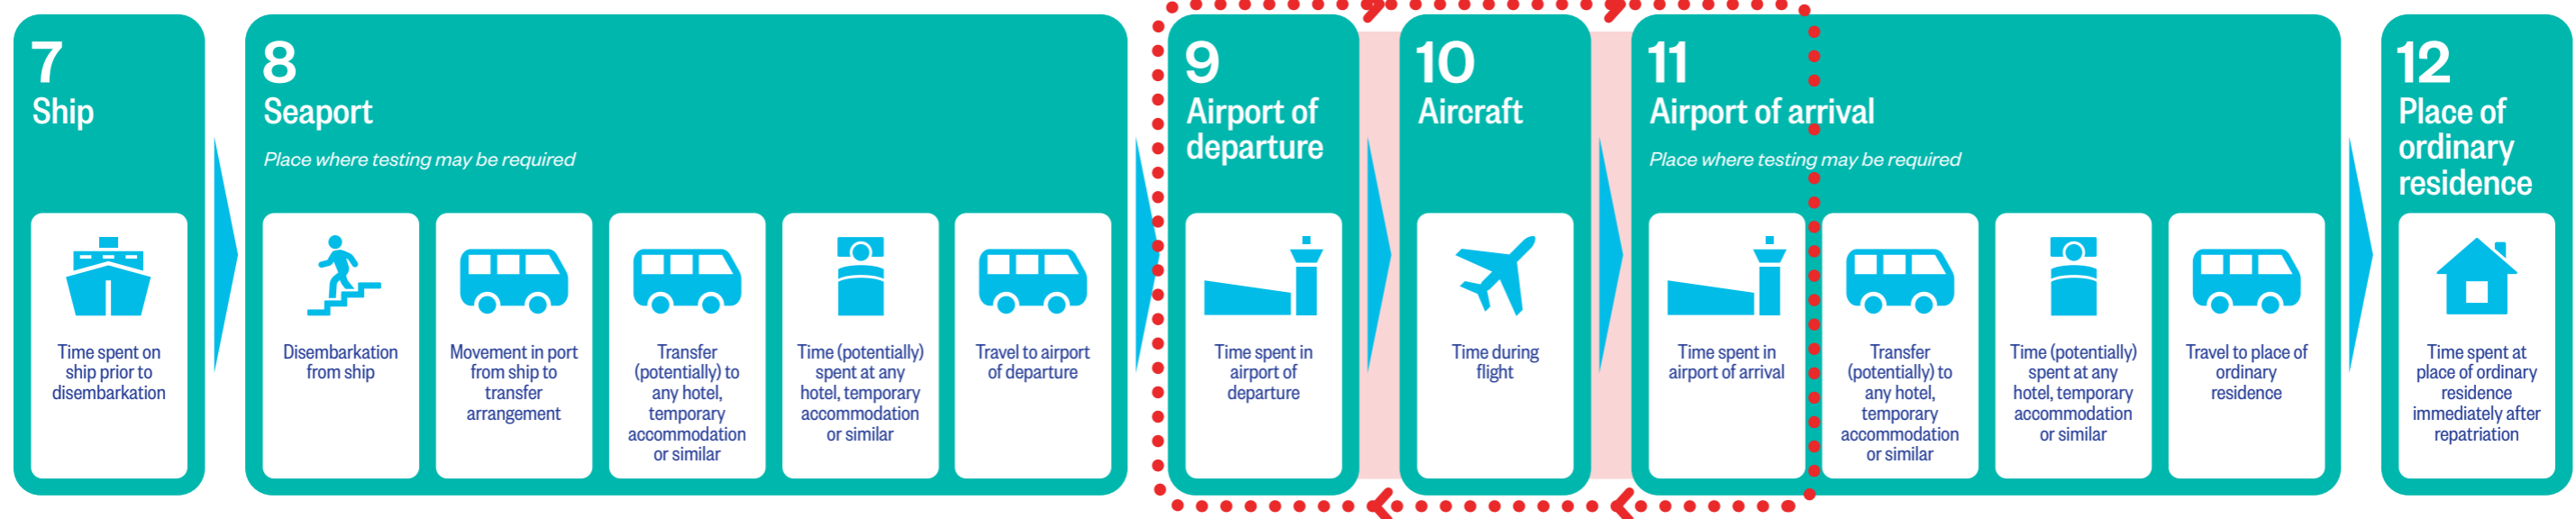 7
Ship
Time spent on
ship prior to
disembarkation
8
Seaport
Place where testing may be required
Disembarkation
from ship
Movement in port
from ship to
transfer
arrangement
Transfer
(potentially) to
any hotel,
temporary
accommodation
or similar
Time (potentially)
spent at any
hotel, temporary
accommodation
or similar
Travel to airport
of departure
9
Airport of
departure
Time spent in
airport of
departure
10
Aircraft
Time during
flight
11
Airport of arrival
Place where testing may be required
Time spent in
airport of arrival
Transfer
(potentially) to
any hotel,
temporary
accommodation
or similar
Time (potentially)
spent at any
hotel, temporary
accommodation
or similar
Travel to place of
ordinary
residence
12
Place of
ordinary
residence
Time spent at
place of ordinary
residence
immediately after
repatriation